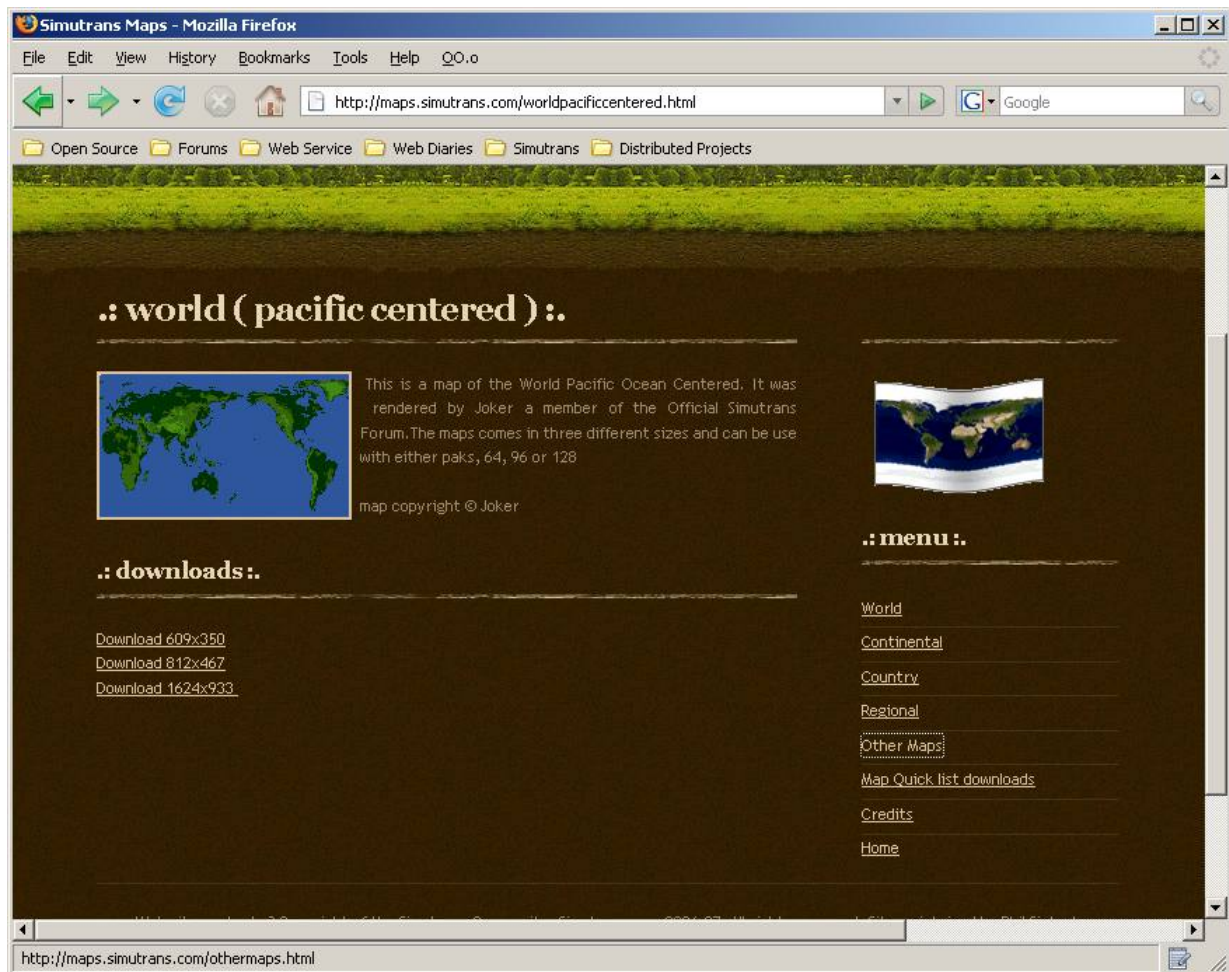 Simutrans Maps - Mozilla Firefox
File Edit View History Bookmarks Tools Help OO.o
http://maps.simutrans.com/worldpacificcentered.html
G Google
Open Source Forums Web Service Web Diaries Simutrans Distributed Projects
.: world ( pacific centered ) :.
This is a map of the World Pacific Ocean Centered. It was
rendered by Joker a member of the Official Simutrans
Forum.The maps comes in three different sizes and can be use
with either paks, 64, 96 or 128
map copyright © Joker
.: downloads :.
Download 609x350
Download 812x467
Download 1624x933
.: menu :.
World
Continental
Country
Regional
Other Maps
Map Quick list downloads
Credits
Home
http://maps.simutrans.com/othermaps.html